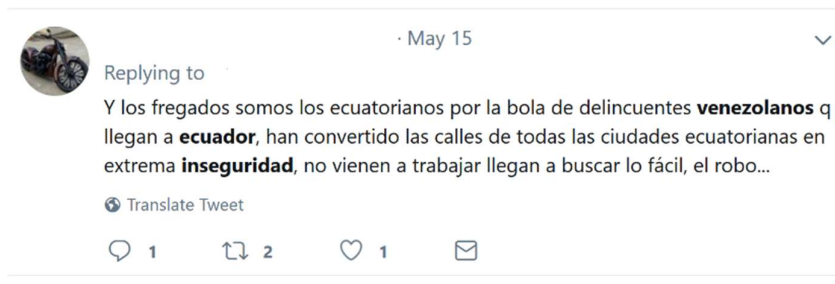 · May 15
Replying to
Y los fregados somos los ecuatorianos por la bola de delincuentes venezolanos q
llegan a ecuador, han convertido las calles de todas las ciudades ecuatorianas en
extrema inseguridad, no vienen a trabajar llegan a buscar lo fácil, el robo...
Translate Tweet
1 2 1